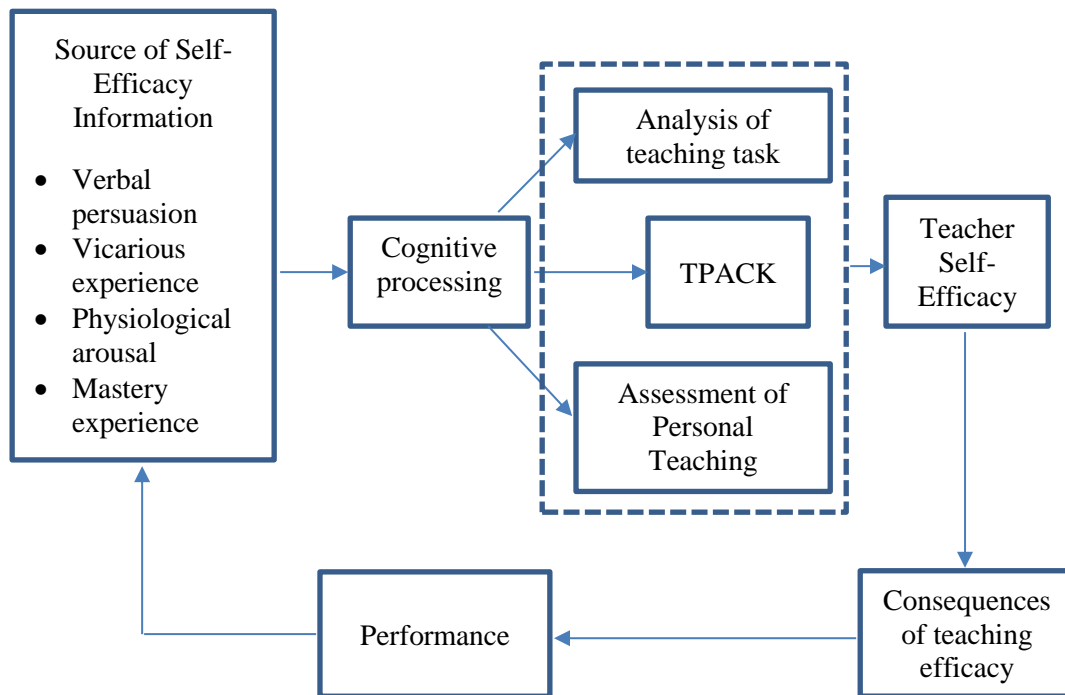 Source of Self-
Efficacy
Information
• Verbal
persuasion
• Vicarious
experience
• Physiological
arousal
• Mastery
experience
Cognitive
processing
Analysis of
teaching task
TPACK
Assessment of
Personal
Teaching
Teacher
Self-
Efficacy
Consequences
of teaching
efficacy
Performance